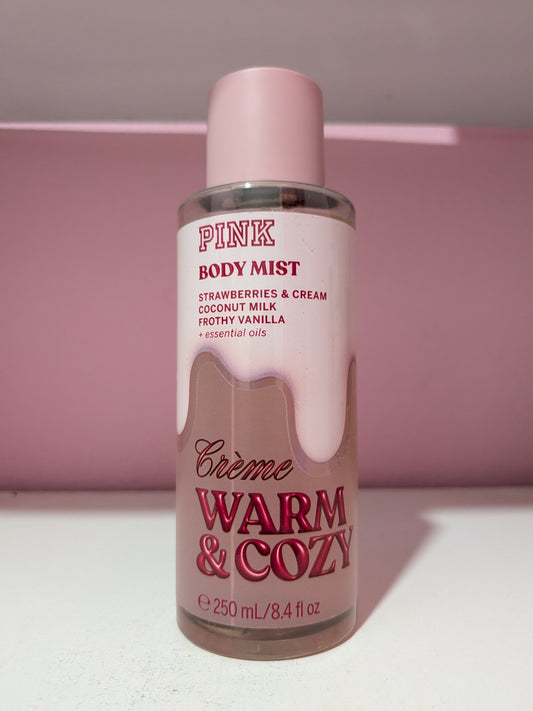 PINK
BODY MIST
STRAWBERRIES & CREAM
COCONUT MILK
FROTHY VANILLA
+ essential oils
Crème
WARM
& COZY
℮ 250 mL/8.4 fl oz